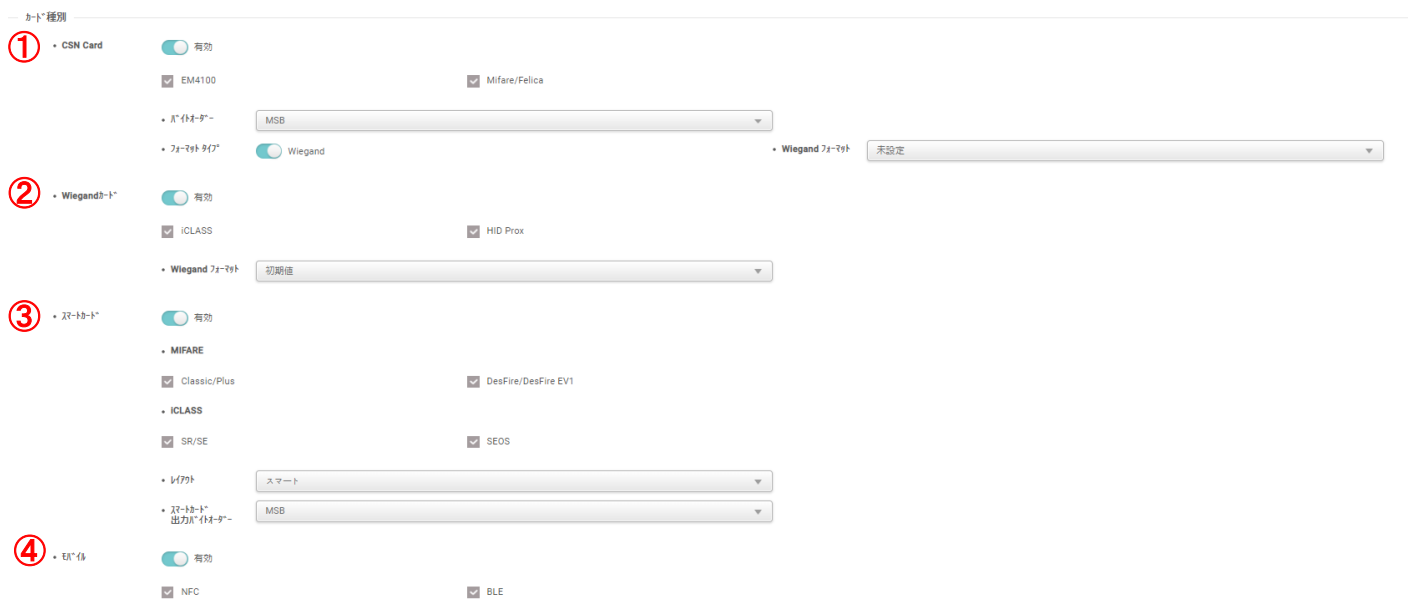 ｶｰﾄﾞ種別
① • CSN Card 有効
EM4100 Mifare/Felica
• ﾊﾞｲﾄｵｰﾀﾞｰ MSB
• ﾌｫｰﾏｯﾄ ﾀｲﾌﾟ Wiegand • Wiegand ﾌｫｰﾏｯﾄ 未設定
② • Wiegandｶｰﾄﾞ 有効
iCLASS HID Prox
• Wiegand ﾌｫｰﾏｯﾄ 初期値
③ • ｽﾏｰﾄｶｰﾄﾞ 有効
• MIFARE
Classic/Plus DesFire/DesFire EV1
• iCLASS
SR/SE SEOS
• ﾚｲｱｳﾄ スマート
• ｽﾏｰﾄｶｰﾄﾞ
出力ﾊﾞｲﾄｵｰﾀﾞｰ MSB
④ • ﾓﾊﾞｲﾙ 有効
NFC BLE